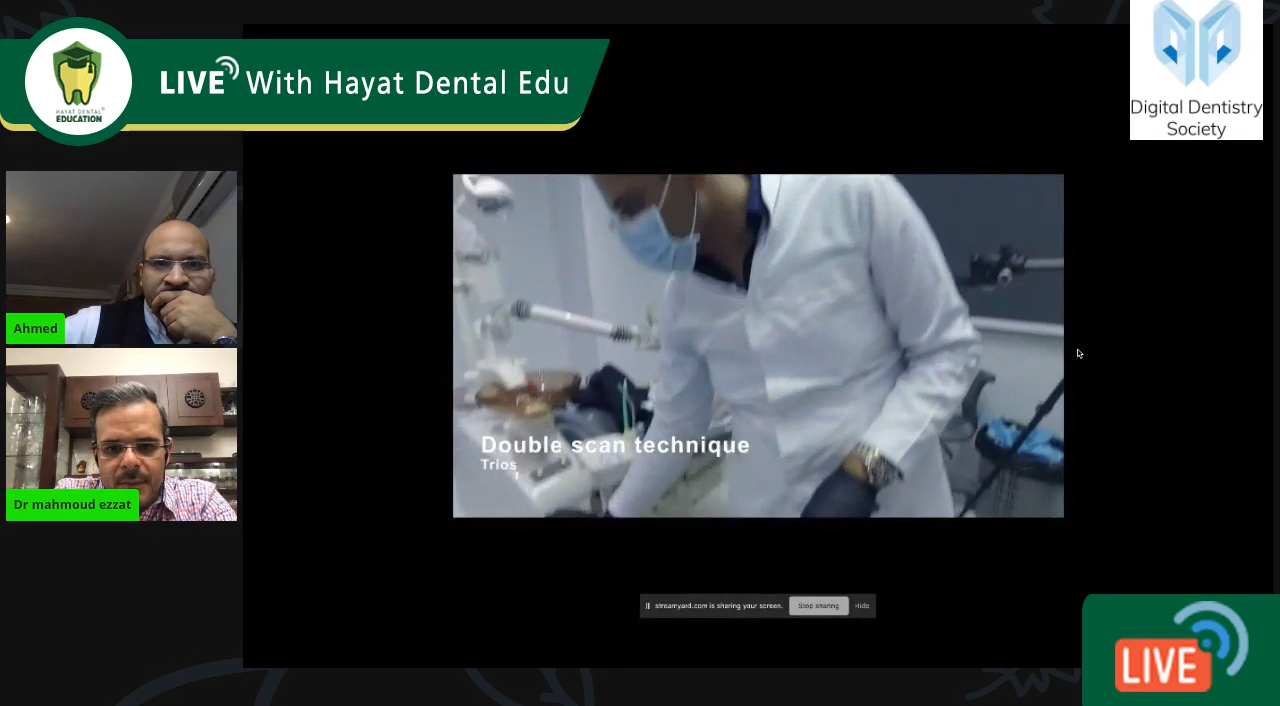 HAYAT DENTAL®
EDUCATION
LIVE With Hayat Dental Edu
Digital Dentistry
Society
Ahmed
Dr mahmoud ezzat
Double scan technique
Trios
streamyard.com is sharing your screen. Stop sharing Hide
LIVE